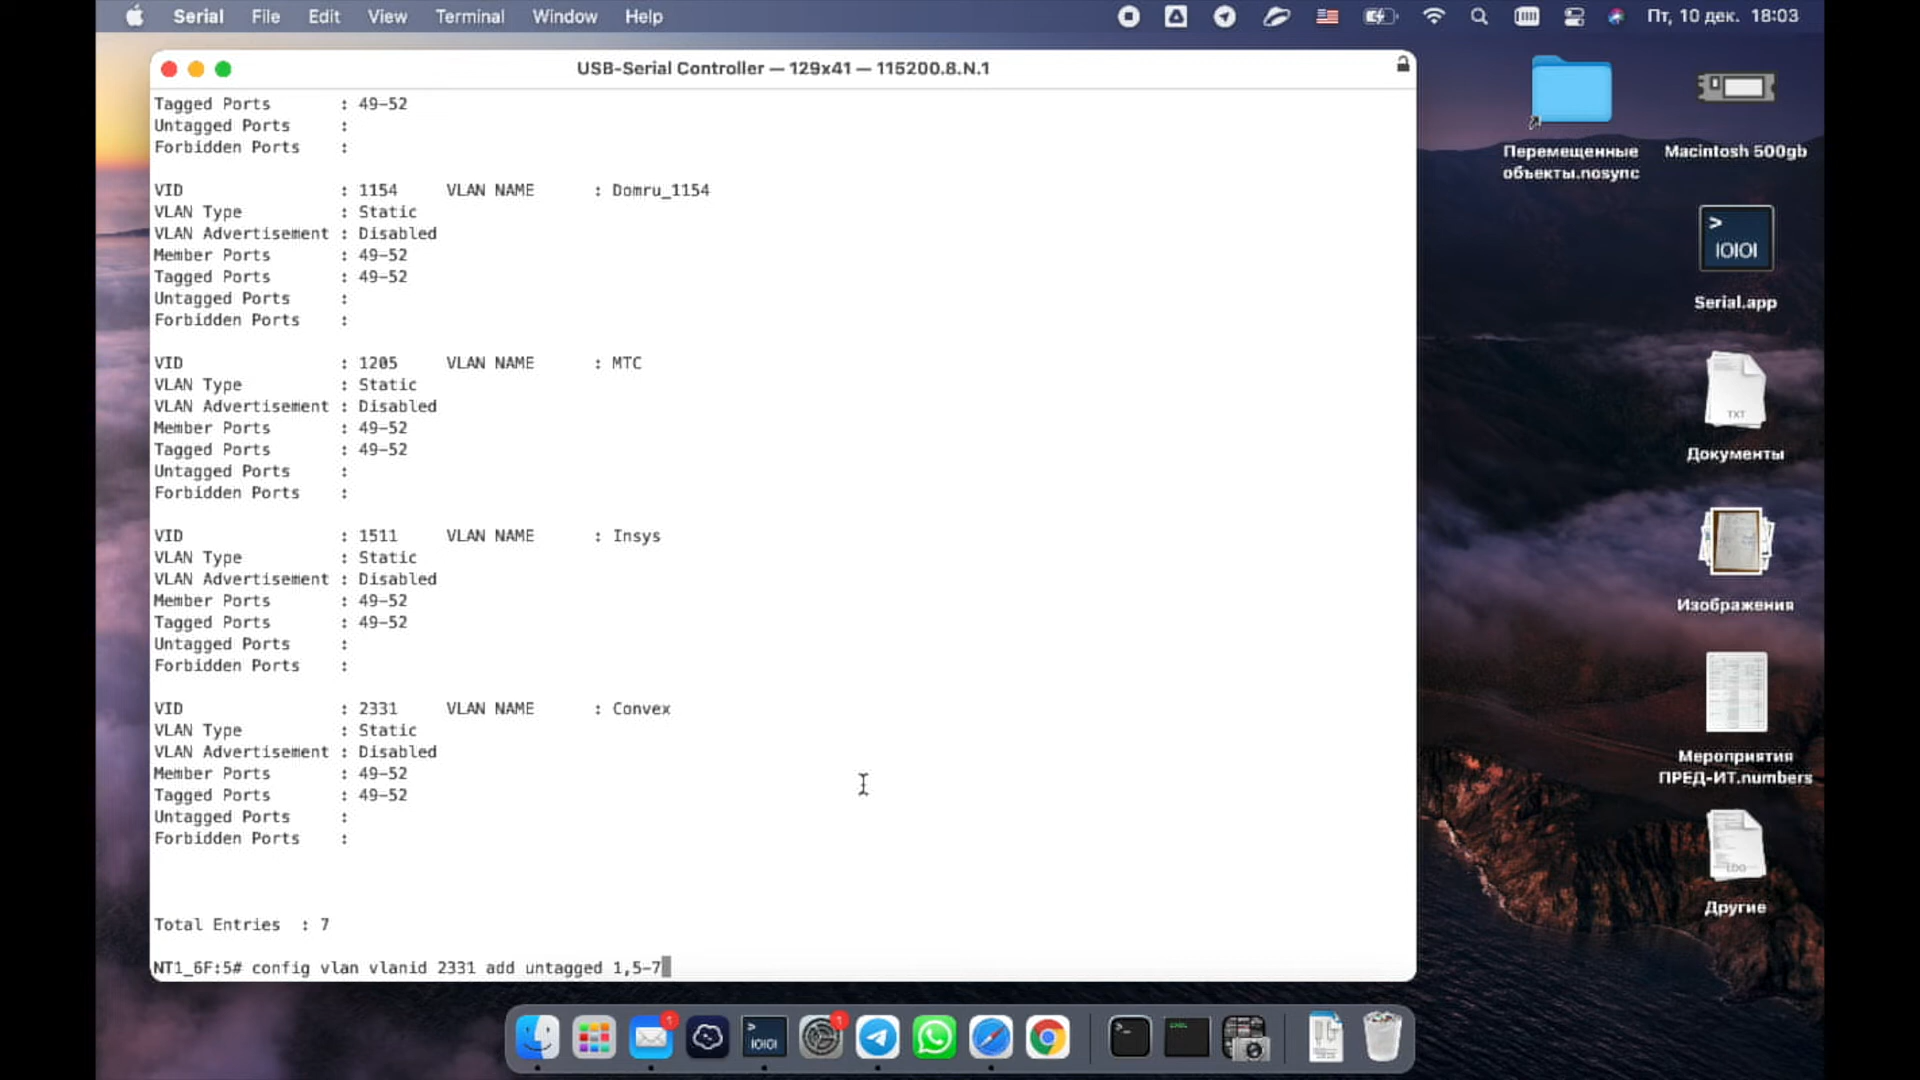 Serial File Edit View Terminal Window Help Пт, 10 дек. 18:03
USB-Serial Controller — 129x41 — 115200.8.N.1
Tagged Ports : 49-52
Untagged Ports :
Forbidden Ports :
VID : 1154 VLAN NAME : Domru_1154
VLAN Type : Static
VLAN Advertisement : Disabled
Member Ports : 49-52
Tagged Ports : 49-52
Untagged Ports :
Forbidden Ports :
VID : 1205 VLAN NAME : MTC
VLAN Type : Static
VLAN Advertisement : Disabled
Member Ports : 49-52
Tagged Ports : 49-52
Untagged Ports :
Forbidden Ports :
VID : 1511 VLAN NAME : Insys
VLAN Type : Static
VLAN Advertisement : Disabled
Member Ports : 49-52
Tagged Ports : 49-52
Untagged Ports :
Forbidden Ports :
VID : 2331 VLAN NAME : Convex
VLAN Type : Static
VLAN Advertisement : Disabled
Member Ports : 49-52
Tagged Ports : 49-52
Untagged Ports :
Forbidden Ports :
Total Entries : 7
NT1_6F:5# config vlan vlanid 2331 add untagged 1,5-7
Перемещенные
объекты.nosync
Macintosh 500gb
>
IOIOI
Serial.app
TXT
Документы
Изображения
Мероприятия
ПРЕД-ИТ.numbers
Другие
1
>
IOIOI
1
>_